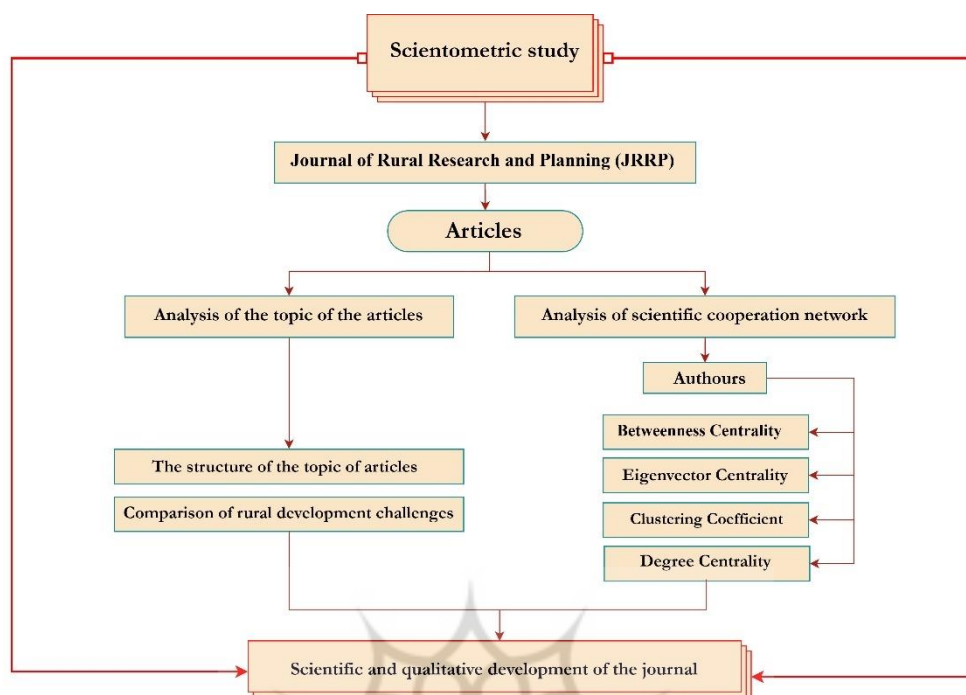 Scientometric study
Journal of Rural Research and Planning (JRRP)
Articles
Analysis of the topic of the articles
Analysis of scientific cooperation network
Authours
Betweenness Centrality
The structure of the topic of articles
Eigenvector Centrality
Comparison of rural development challenges
Clustering Coefficient
Degree Centrality
Scientific and qualitative development of the journal